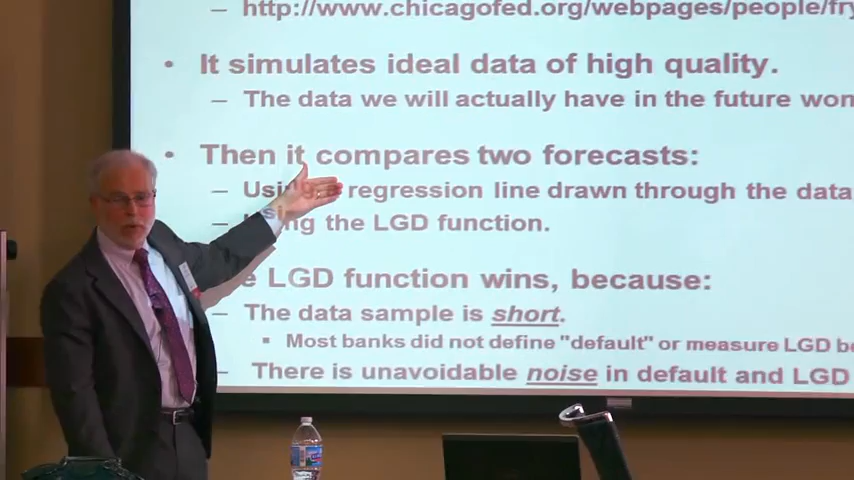 – http://www.chicagofed.org/webpages/people/
• It simulates ideal data of high quality.
– The data we will actually have in the future
• Then it compares two forecasts:
– Using a regression line drawn through the data
– Using the LGD function.
LGD function wins, because:
– The data sample is short.
▪ Most banks did not define "default" or measure LGD
– There is unavoidable noise in default and LGD